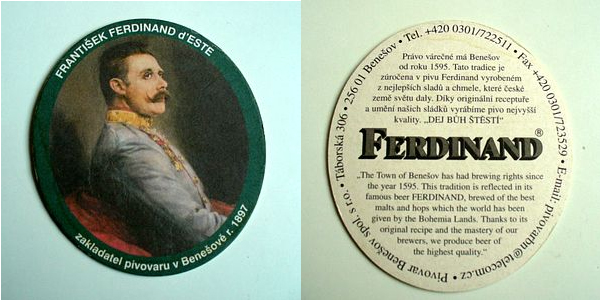 FRANTIŠEK FERDINAND d'ESTE
zakladatel pivovaru v Benešově r. 1897
• Táborská 306 • 256 01 Benešov • Tel. +420 0301/722511 • Fax +420 0301/723529 • E-mail: pivovarbn@telecom.cz • Pivovar Benešov spol. s r.o.
Právo várečné má Benešov
od roku 1595. Tato tradice je
zúročena v pivu Ferdinand vyrobeném
z nejlepších sladů a chmele, které české
země světu daly. Díky originální receptuře
a umění našich sládků vyrábíme pivo nejvyšší
kvality. „DEJ BŮH ŠTĚSTÍ"
FERDINAND®
„The Town of Benešov has had brewing rights since
the year 1595. This tradition is reflected in its
famous beer FERDINAND, brewed of the best
malts and hops which the world has been
given by the Bohemia Lands. Thanks to its
original recipe and the mastery of our
brewers, we produce beer of
the highest quality."